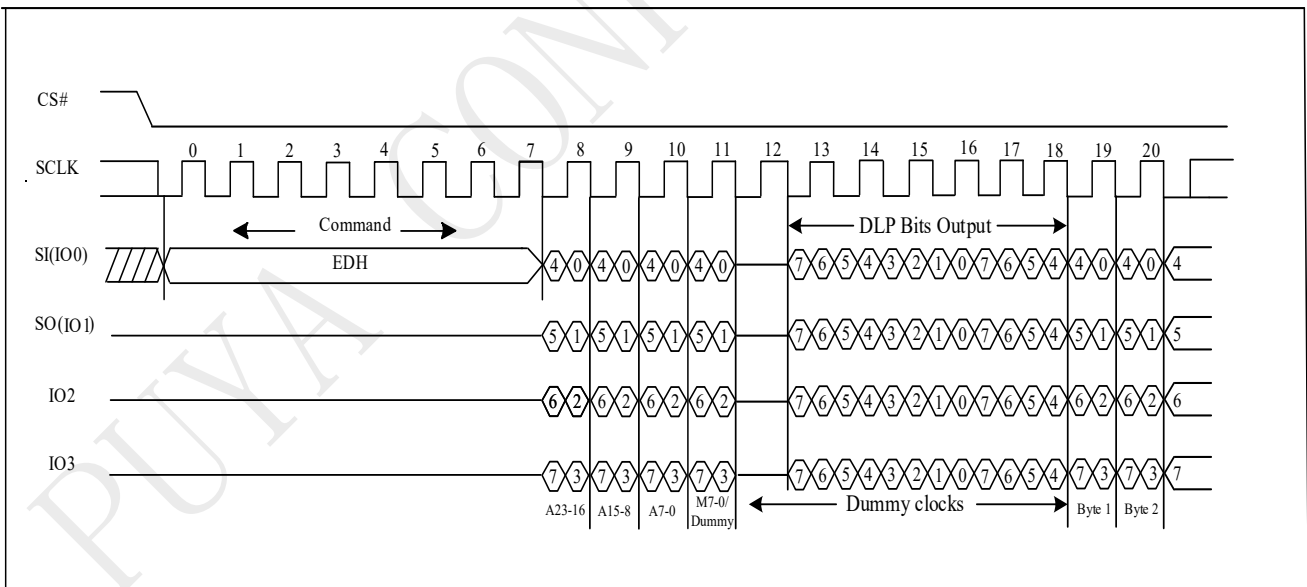 PUYA CONF
CS#
0 1 2 3 4 5 6 7 8 9 10 11 12 13 14 15 16 17 18 19 20
SCLK
Command
DLP Bits Output
SI(IO0)
EDH
4 0 4 0 4 0 4 0 7 6 5 4 3 2 1 0 7 6 5 4 4 0 4 0 4
SO(IO1)
5 1 5 1 5 1 5 1 7 6 5 4 3 2 1 0 7 6 5 4 5 1 5 1 5
IO2
6 2 6 2 6 2 6 2 7 6 5 4 3 2 1 0 7 6 5 4 6 2 6 2 6
IO3
7 3 7 3 7 3 7 3 7 6 5 4 3 2 1 0 7 6 5 4 7 3 7 3 7
A23-16 A15-8 A7-0 M7-0/
Dummy
Dummy clocks
Byte 1 Byte 2